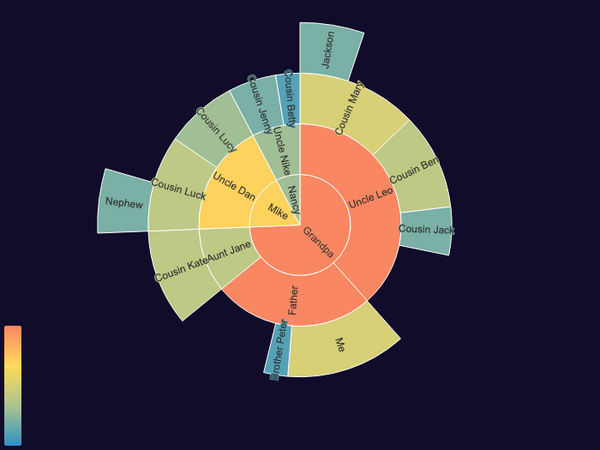 Jackson
Cousin Mary
Cousin Betty
Cousin Jenny
Cousin Lucy
Uncle Nike
Cousin Ben
Uncle Leo
Uncle Dan
Cousin Luck
Nephew
Nancy
Mike
Cousin Jack
Grandpa
Aunt Jane
Cousin Kate
Father
Me
Brother Peter